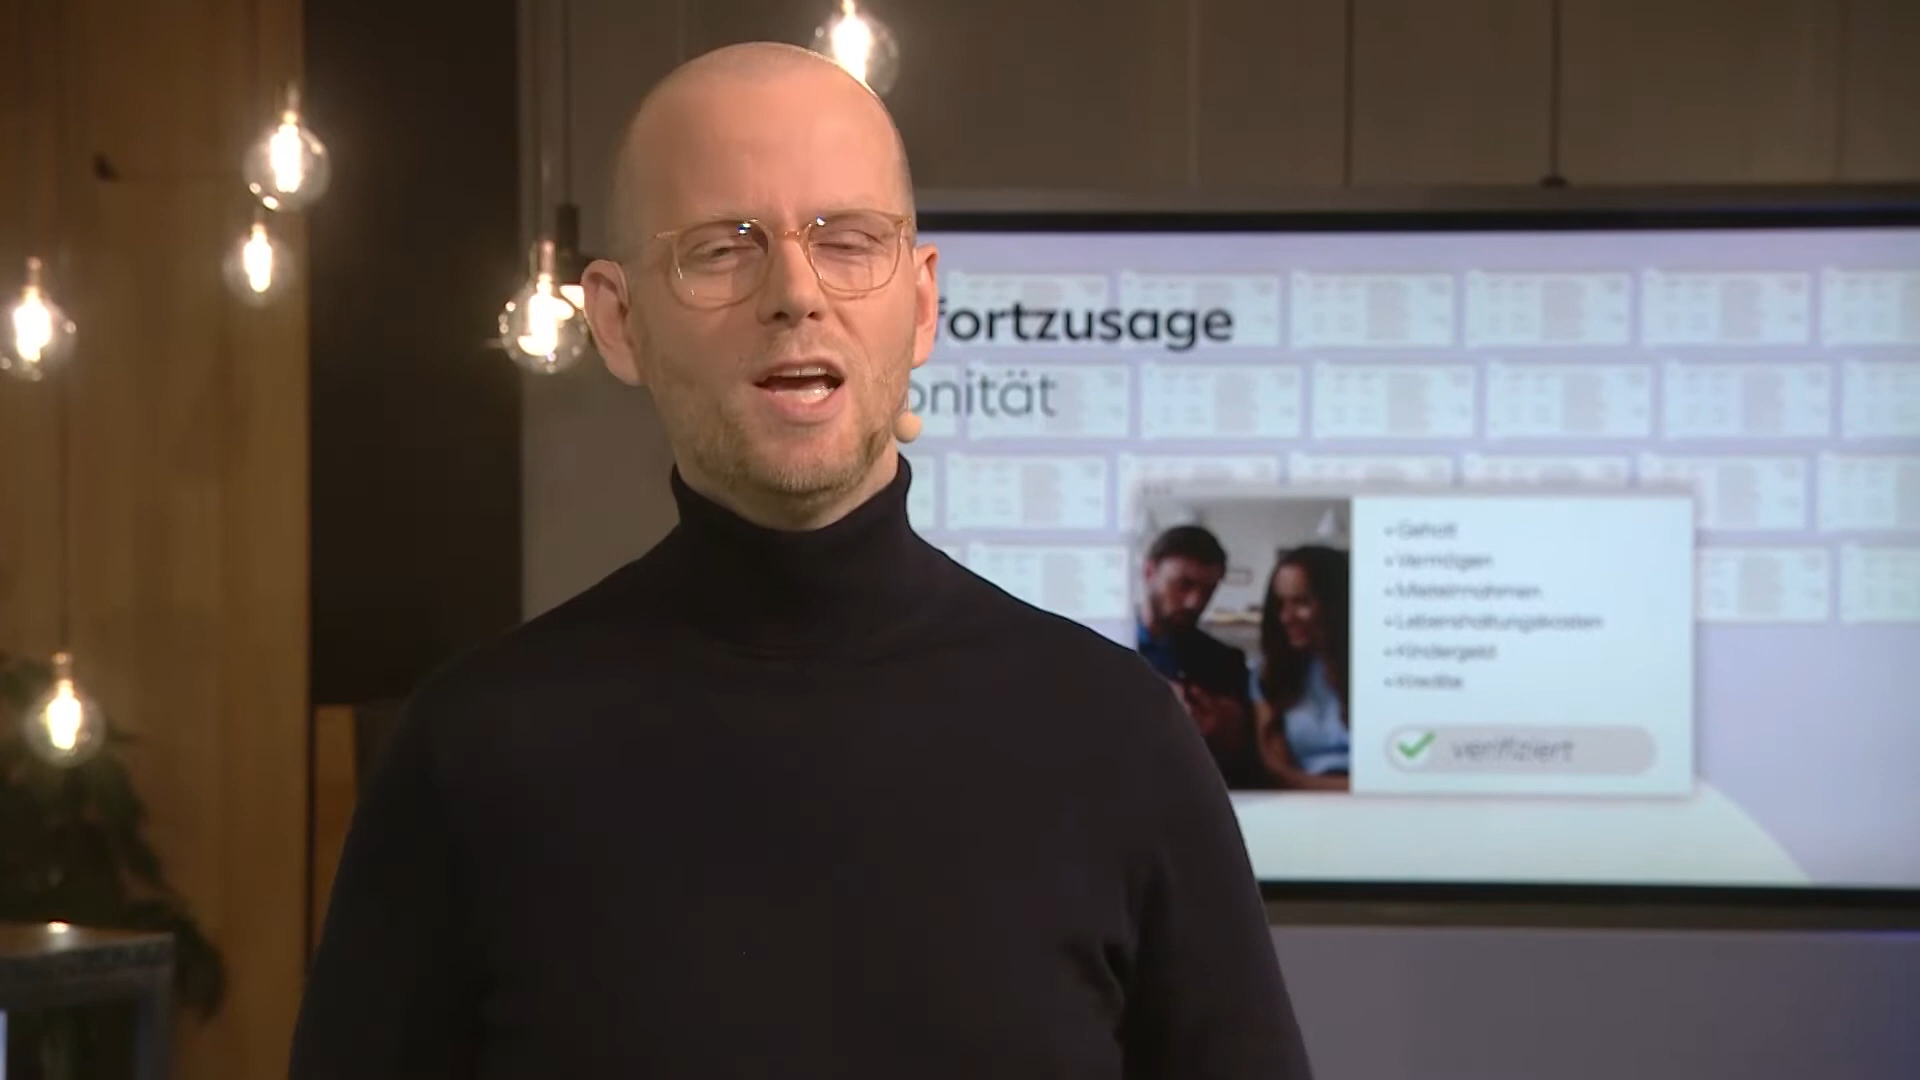 fortzusage
onität
• Gehalt
• Vermögen
• Mieteinnahmen
• Lebenshaltungskosten
• Kindergeld
• Kredite
verifiziert